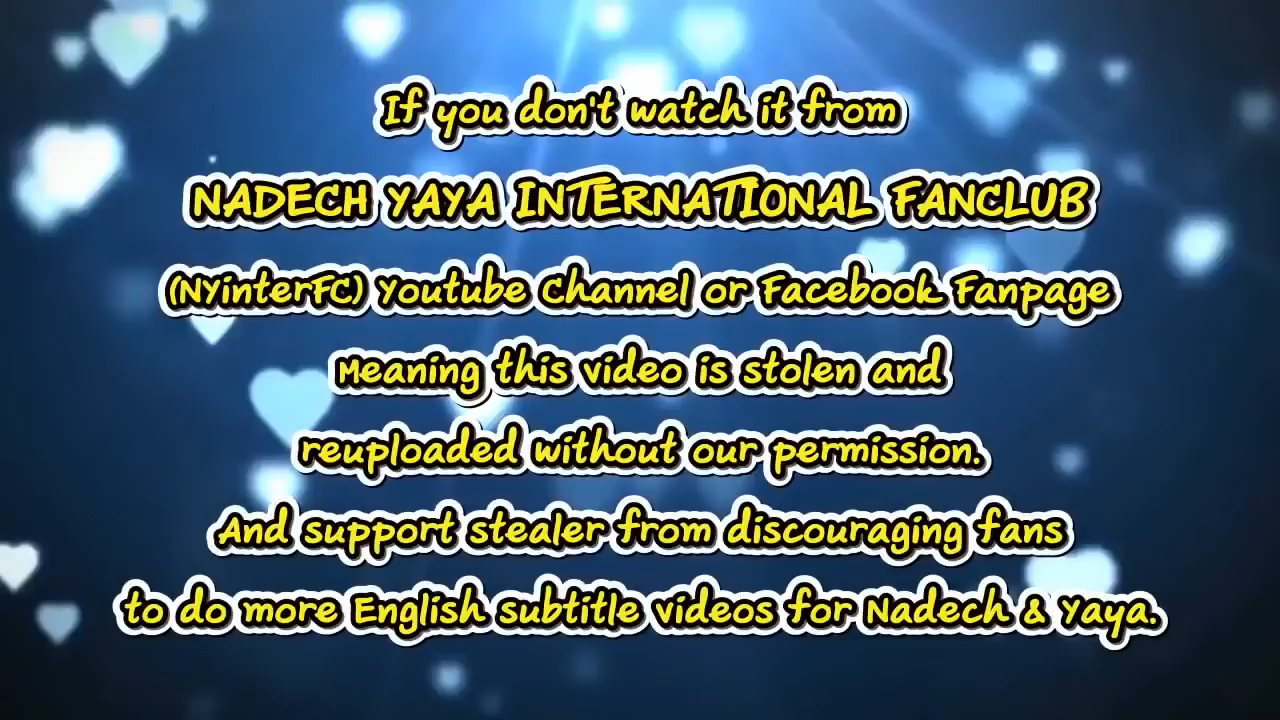 If you don't watch it from
NADECH YAYA INTERNATIONAL FANCLUB
(NYinterFC) Youtube Channel or Facebook Fanpage
Meaning this video is stolen and
reuploaded without our permission.
And support stealer from discouraging fans
to do more English subtitle videos for Nadech & Yaya.